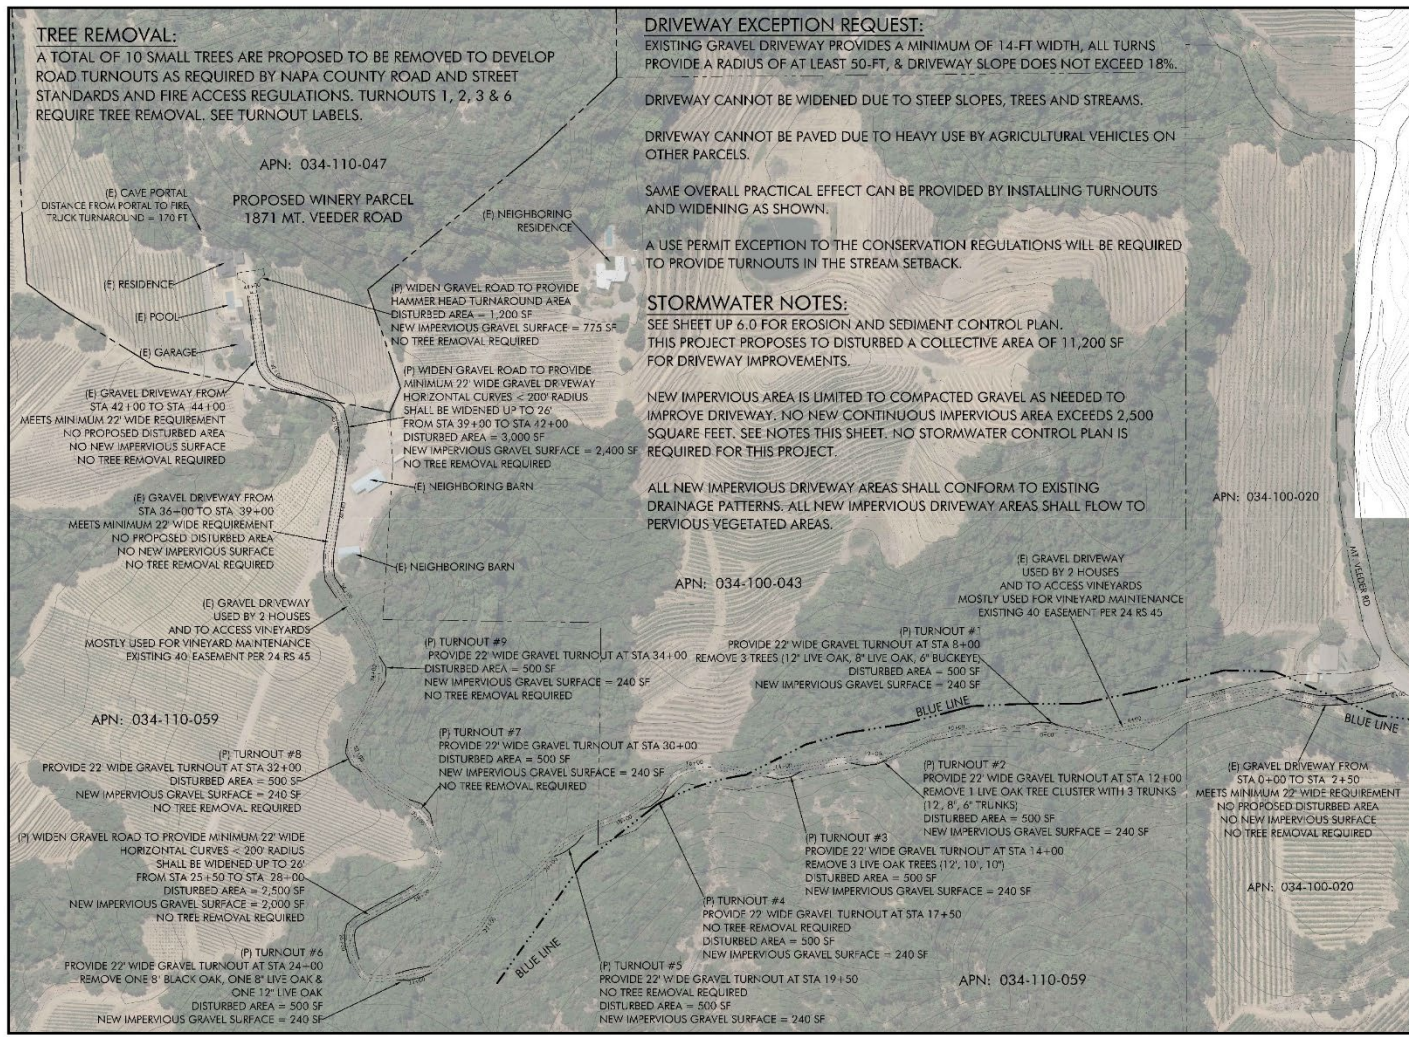 TREE REMOVAL:
A TOTAL OF 10 SMALL TREES ARE PROPOSED TO BE REMOVED TO DEVELOP
ROAD TURNOUTS AS REQUIRED BY NAPA COUNTY ROAD AND STREET
STANDARDS AND FIRE ACCESS REGULATIONS. TURNOUTS 1, 2, 3 & 6
REQUIRE TREE REMOVAL. SEE TURNOUT LABELS.
APN: 034-110-047
PROPOSED WINERY PARCEL
1871 MT. VEEDER ROAD
(E) CAVE PORTAL
DISTANCE FROM PORTAL TO FIRE
TRUCK TURNAROUND = 170 FT
(E) RESIDENCE
(E) POOL
(E) GARAGE
(E) NEIGHBORING
RESIDENCE
DRIVEWAY EXCEPTION REQUEST:
EXISTING GRAVEL DRIVEWAY PROVIDES A MINIMUM OF 14-FT WIDTH, ALL TURNS
PROVIDE A RADIUS OF AT LEAST 50-FT, & DRIVEWAY SLOPE DOES NOT EXCEED 18%.
DRIVEWAY CANNOT BE WIDENED DUE TO STEEP SLOPES, TREES AND STREAMS.
DRIVEWAY CANNOT BE PAVED DUE TO HEAVY USE BY AGRICULTURAL VEHICLES ON
OTHER PARCELS.
SAME OVERALL PRACTICAL EFFECT CAN BE PROVIDED BY INSTALLING TURNOUTS
AND WIDENING AS SHOWN.
A USE PERMIT EXCEPTION TO THE CONSERVATION REGULATIONS WILL BE REQUIRED
TO PROVIDE TURNOUTS IN THE STREAM SETBACK.
STORMWATER NOTES:
SEE SHEET UP 6.0 FOR EROSION AND SEDIMENT CONTROL PLAN.
THIS PROJECT PROPOSES TO DISTURBED A COLLECTIVE AREA OF 11,200 SF
FOR DRIVEWAY IMPROVEMENTS.
NEW IMPERVIOUS AREA IS LIMITED TO COMPACTED GRAVEL AS NEEDED TO
IMPROVE DRIVEWAY. NO NEW CONTINUOUS IMPERVIOUS AREA EXCEEDS 2,500
SQUARE FEET. SEE NOTES THIS SHEET. NO STORMWATER CONTROL PLAN IS
REQUIRED FOR THIS PROJECT.
ALL NEW IMPERVIOUS DRIVEWAY AREAS SHALL CONFORM TO EXISTING
DRAINAGE PATTERNS. ALL NEW IMPERVIOUS DRIVEWAY AREAS SHALL FLOW TO
PERVIOUS VEGETATED AREAS.
(P) WIDEN GRAVEL ROAD TO PROVIDE
HAMMER HEAD TURNAROUND AREA
DISTURBED AREA = 1,200 SF
NEW IMPERVIOUS GRAVEL SURFACE = 775 SF
NO TREE REMOVAL REQUIRED
(P) WIDEN GRAVEL ROAD TO PROVIDE
MINIMUM 22' WIDE GRAVEL DRIVEWAY
HORIZONTAL CURVES < 200' RADIUS
SHALL BE WIDENED UP TO 26'
FROM STA 39+00 TO STA 42+00
DISTURBED AREA = 3,000 SF
NEW IMPERVIOUS GRAVEL SURFACE = 2,400 SF
NO TREE REMOVAL REQUIRED
(E) GRAVEL DRIVEWAY FROM
STA 42+00 TO STA 44+00
MEETS MINIMUM 22' WIDE REQUIREMENT
NO PROPOSED DISTURBED AREA
NO NEW IMPERVIOUS SURFACE
NO TREE REMOVAL REQUIRED
(E) NEIGHBORING BARN
(E) GRAVEL DRIVEWAY FROM
STA 36+00 TO STA 39+00
MEETS MINIMUM 22' WIDE REQUIREMENT
NO PROPOSED DISTURBED AREA
NO NEW IMPERVIOUS SURFACE
NO TREE REMOVAL REQUIRED
(E) NEIGHBORING BARN
APN: 034-100-020
MT. VEEDER RD
APN: 034-100-043
(E) GRAVEL DRIVEWAY
USED BY 2 HOUSES
AND TO ACCESS VINEYARDS
MOSTLY USED FOR VINEYARD MAINTENANCE
EXISTING 40' EASEMENT PER 24 RS 45
(E) GRAVEL DRIVEWAY
USED BY 2 HOUSES
AND TO ACCESS VINEYARDS
MOSTLY USED FOR VINEYARD MAINTENANCE
EXISTING 40' EASEMENT PER 24 RS 45
(P) TURNOUT #9
PROVIDE 22' WIDE GRAVEL TURNOUT AT STA 34+00
DISTURBED AREA = 500 SF
NEW IMPERVIOUS GRAVEL SURFACE = 240 SF
NO TREE REMOVAL REQUIRED
(P) TURNOUT #1
PROVIDE 22' WIDE GRAVEL TURNOUT AT STA 8+00
REMOVE 3 TREES (12" LIVE OAK, 8" LIVE OAK, 6" BUCKEYE)
DISTURBED AREA = 500 SF
NEW IMPERVIOUS GRAVEL SURFACE = 240 SF
BLUE LINE
BLUE LINE
APN: 034-110-059
(P) TURNOUT #7
PROVIDE 22' WIDE GRAVEL TURNOUT AT STA 30+00
DISTURBED AREA = 500 SF
NEW IMPERVIOUS GRAVEL SURFACE = 240 SF
NO TREE REMOVAL REQUIRED
(P) TURNOUT #8
PROVIDE 22' WIDE GRAVEL TURNOUT AT STA 32+00
DISTURBED AREA = 500 SF
NEW IMPERVIOUS GRAVEL SURFACE = 240 SF
NO TREE REMOVAL REQUIRED
(P) TURNOUT #2
PROVIDE 22' WIDE GRAVEL TURNOUT AT STA 12+00
REMOVE 1 LIVE OAK TREE CLUSTER WITH 3 TRUNKS
(12', 8', 6" TRUNKS)
DISTURBED AREA = 500 SF
NEW IMPERVIOUS GRAVEL SURFACE = 240 SF
(E) GRAVEL DRIVEWAY FROM
STA 0+00 TO STA 2+50
MEETS MINIMUM 22' WIDE REQUIREMENT
NO PROPOSED DISTURBED AREA
NO NEW IMPERVIOUS SURFACE
NO TREE REMOVAL REQUIRED
(P) WIDEN GRAVEL ROAD TO PROVIDE MINIMUM 22' WIDE
HORIZONTAL CURVES < 200' RADIUS
SHALL BE WIDENED UP TO 26'
FROM STA 25+50 TO STA 28+00
DISTURBED AREA = 2,500 SF
NEW IMPERVIOUS GRAVEL SURFACE = 2,000 SF
NO TREE REMOVAL REQUIRED
(P) TURNOUT #3
PROVIDE 22' WIDE GRAVEL TURNOUT AT STA 14+00
REMOVE 3 LIVE OAK TREES (12', 10', 10")
DISTURBED AREA = 500 SF
NEW IMPERVIOUS GRAVEL SURFACE = 240 SF
APN: 034-100-020
(P) TURNOUT #4
PROVIDE 22' WIDE GRAVEL TURNOUT AT STA 17+50
NO TREE REMOVAL REQUIRED
DISTURBED AREA = 500 SF
NEW IMPERVIOUS GRAVEL SURFACE = 240 SF
BLUE LINE
(P) TURNOUT #6
PROVIDE 22' WIDE GRAVEL TURNOUT AT STA 24+00
REMOVE ONE 8' BLACK OAK, ONE 8" LIVE OAK &
ONE 12" LIVE OAK
DISTURBED AREA = 500 SF
NEW IMPERVIOUS GRAVEL SURFACE = 240 SF
(P) TURNOUT #5
PROVIDE 22' WIDE GRAVEL TURNOUT AT STA 19+50
NO TREE REMOVAL REQUIRED
DISTURBED AREA = 500 SF
NEW IMPERVIOUS GRAVEL SURFACE = 240 SF
APN: 034-110-059